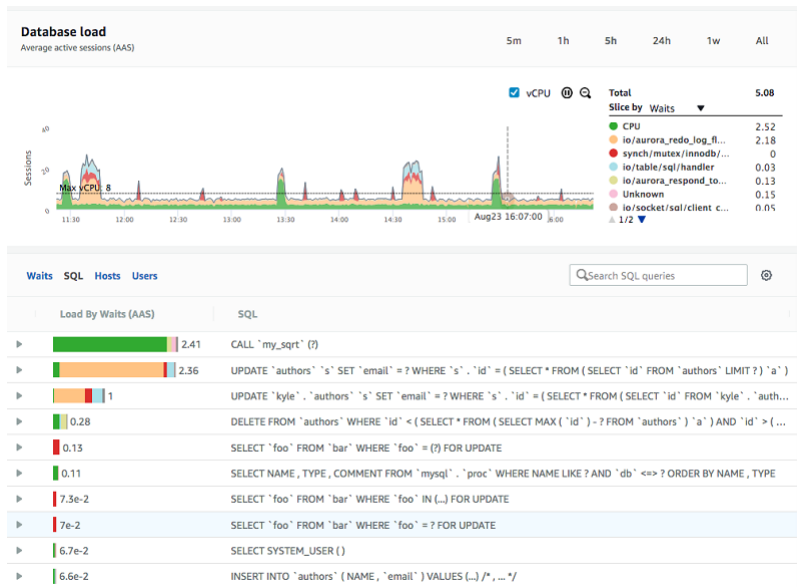 Database load
Average active sessions (AAS)
5m 1h 5h 24h 1w All
vCPU
Total 5.08
Slice by Waits
CPU 2.52
io/aurora_redo_log_fl... 2.18
synch/mutex/innodb/... 0
io/table/sql/handler 0.03
io/aurora_respond_to... 0.13
Unknown 0.15
io/socket/sql/client_c... 0.05
1/2
Sessions
40
20
0
Max vCPU: 8
11:30 12:00 12:30 13:00 13:30 14:00 14:30 15:00 Aug23 16:07:00 16:00
Waits SQL Hosts Users
Search SQL queries
Load By Waits (AAS) SQL
2.41 CALL `my_sqrt` (?)
2.36 UPDATE `authors` `s` SET `email` = ? WHERE `s` . `id` = ( SELECT * FROM ( SELECT `id` FROM `authors` LIMIT ? ) `a` )
1 UPDATE `kyle` . `authors` `s` SET `email` = ? WHERE `s` . `id` = ( SELECT * FROM ( SELECT `id` FROM `kyle` . `auth...
0.28 DELETE FROM `authors` WHERE `id` < ( SELECT * FROM ( SELECT MAX ( `id` ) - ? FROM `authors` ) `a` ) AND `id` > ( ...
0.13 SELECT `foo` FROM `bar` WHERE `foo` = (?) FOR UPDATE
0.11 SELECT NAME , TYPE , COMMENT FROM `mysql` . `proc` WHERE NAME LIKE ? AND `db` <=> ? ORDER BY NAME , TYPE
7.3e-2 SELECT `foo` FROM `bar` WHERE `foo` IN (...) FOR UPDATE
7e-2 SELECT `foo` FROM `bar` WHERE `foo` = ? FOR UPDATE
6.7e-2 SELECT SYSTEM_USER ( )
6.6e-2 INSERT INTO `authors` ( NAME , `email` ) VALUES (...) /* , ... */